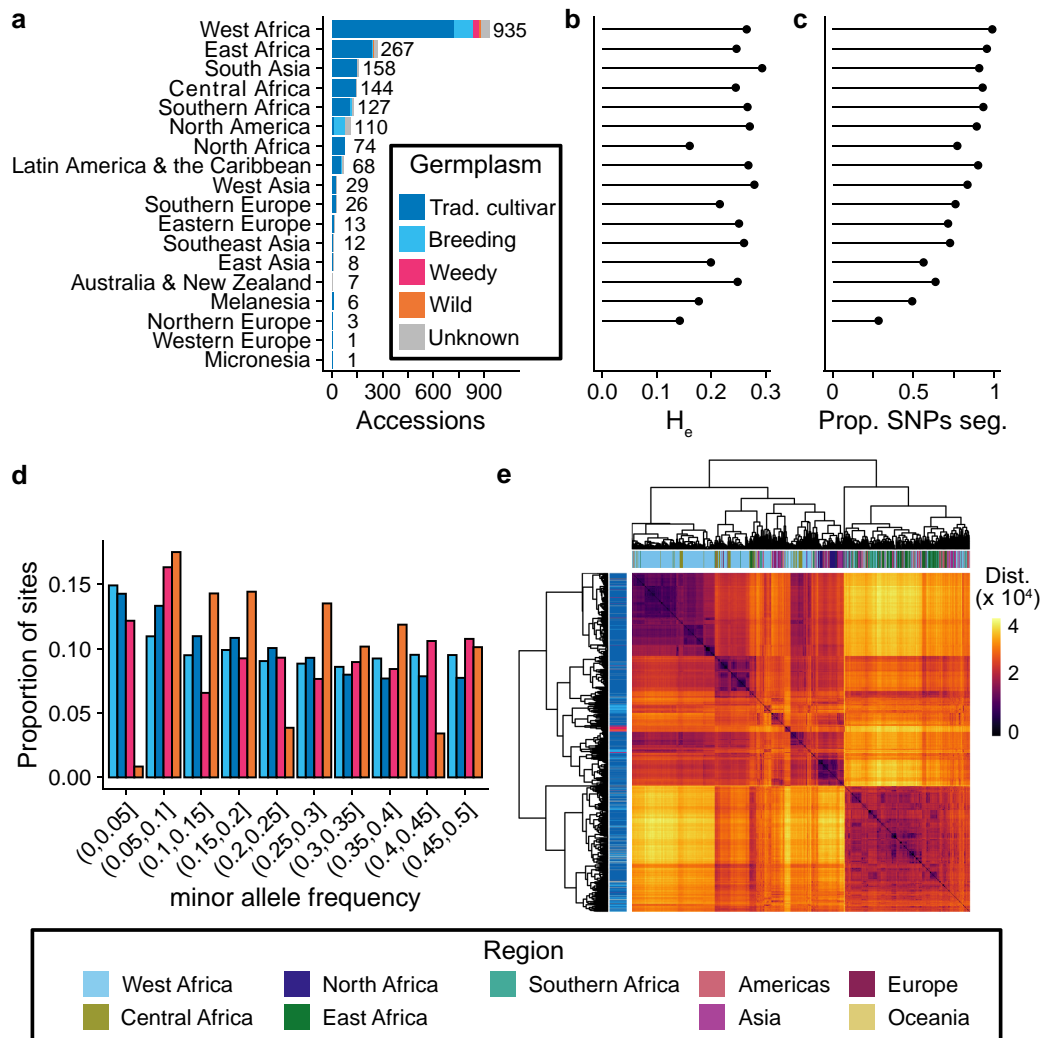 a
West Africa 935
East Africa 267
South Asia 158
Central Africa 144
Southern Africa 127
North America 110
North Africa 74
Latin America & the Caribbean 68
West Asia 29
Southern Europe 26
Eastern Europe 13
Southeast Asia 12
East Asia 8
Australia & New Zealand 7
Melanesia 6
Northern Europe 3
Western Europe 1
Micronesia 1
0 300 600 900
Accessions
Germplasm
Trad. cultivar
Breeding
Weedy
Wild
Unknown
b
0.0 0.1 0.2 0.3
He
c
0 0.5 1
Prop. SNPs seg.
d
Proportion of sites
0.15
0.10
0.05
0.00
(0,0.05] (0.05,0.1] (0.1,0.15] (0.15,0.2] (0.2,0.25] (0.25,0.3] (0.3,0.35] (0.35,0.4] (0.4,0.45] (0.45,0.5]
minor allele frequency
e
Dist.
(x 10⁴)
4
2
0
Region
West Africa North Africa Southern Africa Americas Europe
Central Africa East Africa Asia Oceania